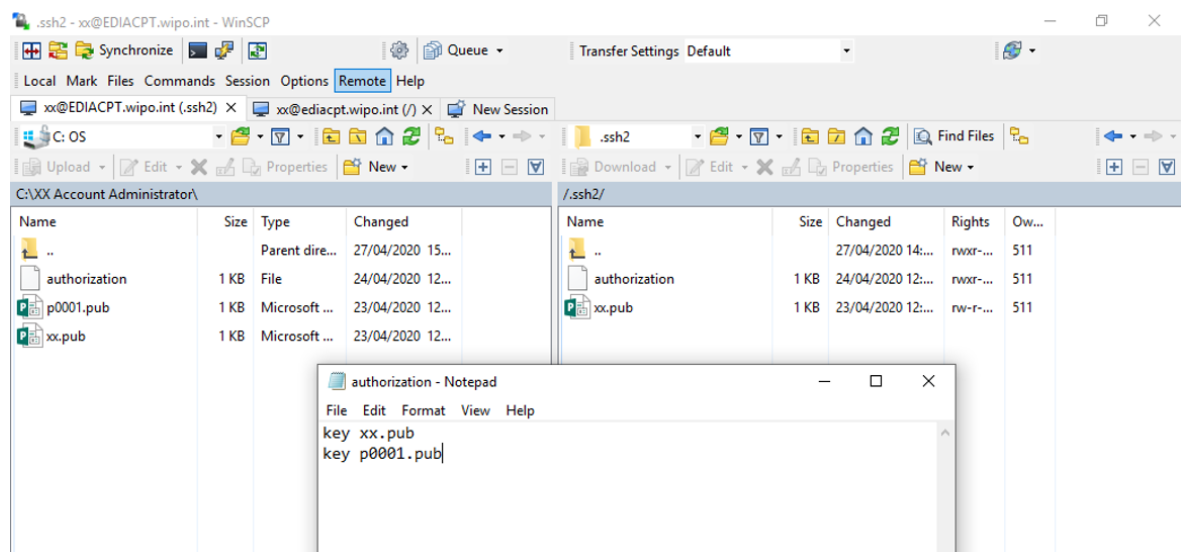 .ssh2 - xx@EDIACPT.wipo.int - WinSCP
Synchronize Queue Transfer Settings Default
Local Mark Files Commands Session Options Remote Help
xx@EDIACPT.wipo.int (.ssh2) X xx@ediacpt.wipo.int (/) X New Session
C: OS .ssh2 Find Files
Upload Edit Properties New Download Edit Properties New
C:\XX Account Administrator\ /.ssh2/
Name Size Type Changed Name Size Changed Rights Ow...
.. Parent dire... 27/04/2020 15... .. 27/04/2020 14:... rwxr-... 511
authorization 1 KB File 24/04/2020 12... authorization 1 KB 24/04/2020 12:... rwxr-... 511
p0001.pub 1 KB Microsoft ... 23/04/2020 12... xx.pub 1 KB 23/04/2020 12:... rw-r-... 511
xx.pub 1 KB Microsoft ... 23/04/2020 12...
authorization - Notepad
File Edit Format View Help
key xx.pub
key p0001.pub